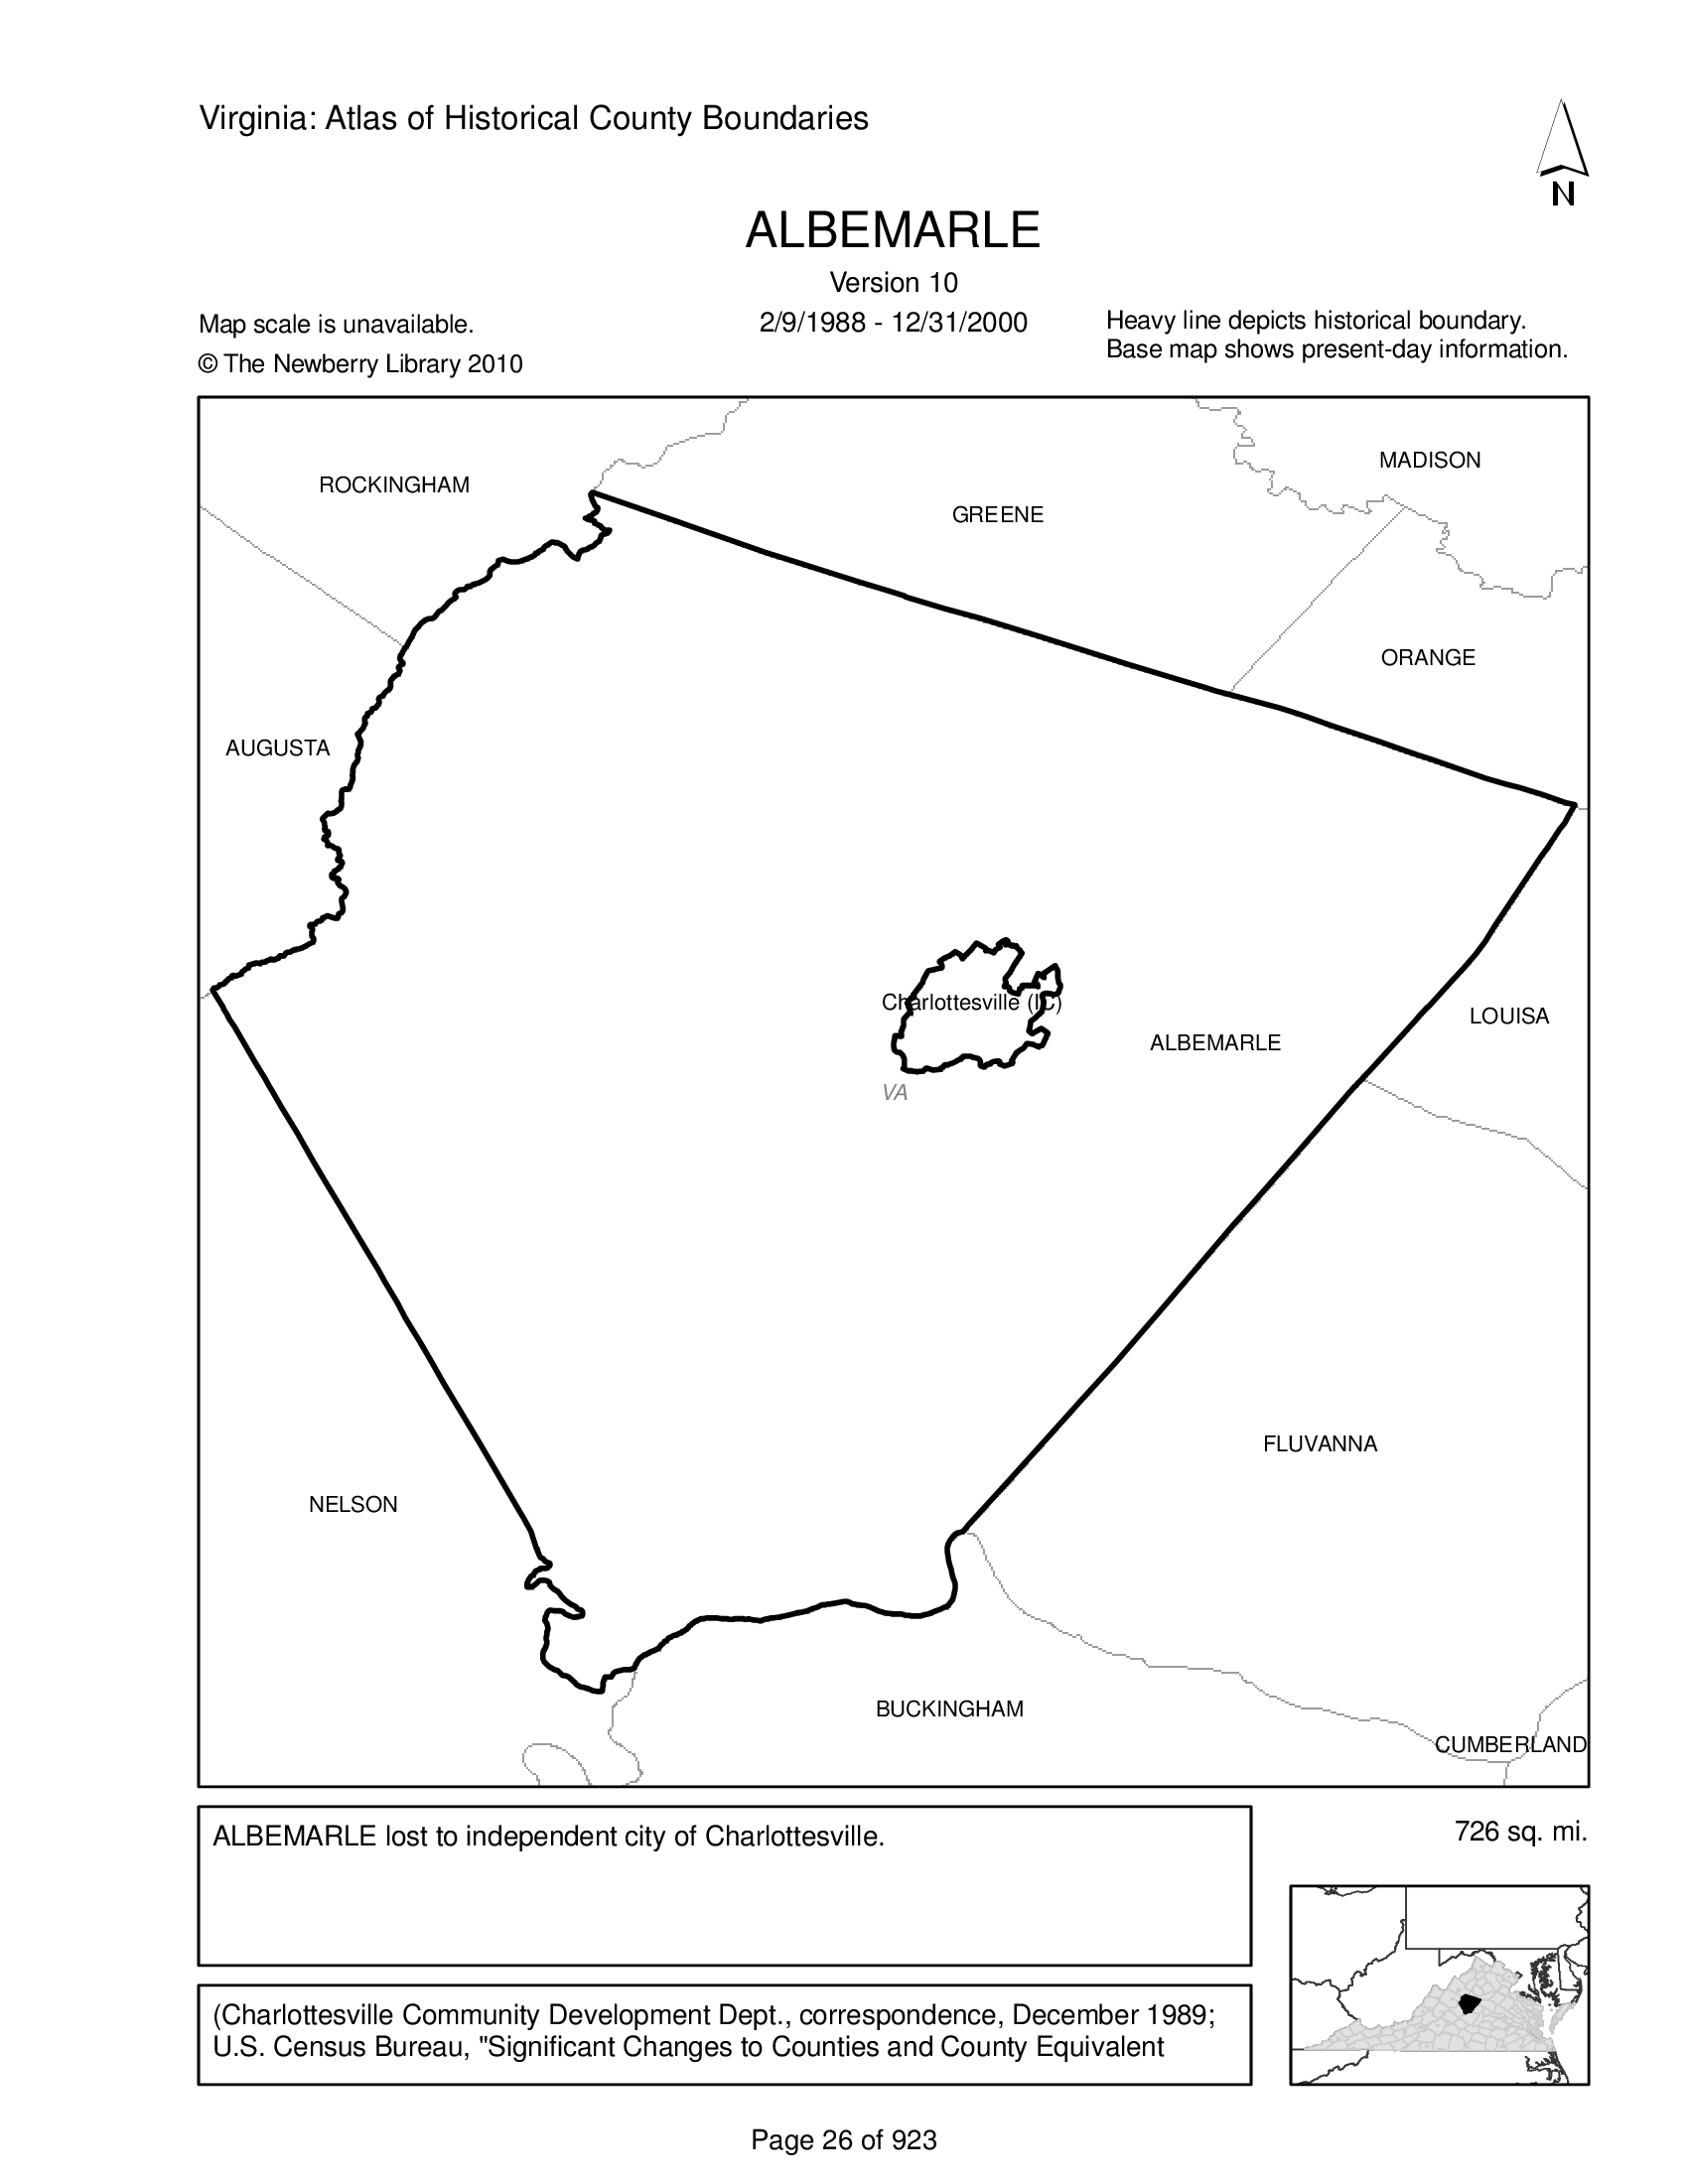 Virginia: Atlas of Historical County Boundaries
N
ALBEMARLE
Version 10
2/9/1988 - 12/31/2000
Map scale is unavailable.
© The Newberry Library 2010
Heavy line depicts historical boundary.
Base map shows present-day information.
ROCKINGHAM
MADISON
GREENE
ORANGE
AUGUSTA
Charlottesville (IC)
LOUISA
ALBEMARLE
VA
FLUVANNA
NELSON
BUCKINGHAM
CUMBERLAND
ALBEMARLE lost to independent city of Charlottesville.
726 sq. mi.
(Charlottesville Community Development Dept., correspondence, December 1989;
U.S. Census Bureau, "Significant Changes to Counties and County Equivalent
Page 26 of 923